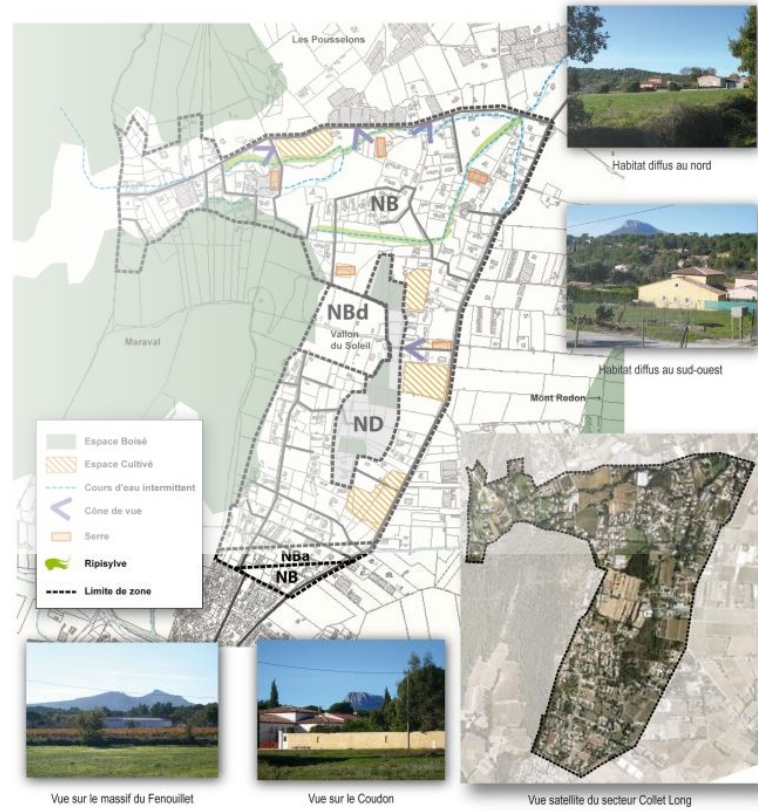 Les Pousselons
Habitat diffus au nord
NB
NBd
Vallon
du Soleil
Maraval
Habitat diffus au sud-ouest
Mont Redon
ND
Espace Boisé
Espace Cultivé
Cours d'eau intermittent
Cône de vue
Serre
Ripisylve
Limite de zone
NBa
NB
Vue sur le massif du Fenouillet
Vue sur le Coudon
Vue satellite du secteur Collet Long